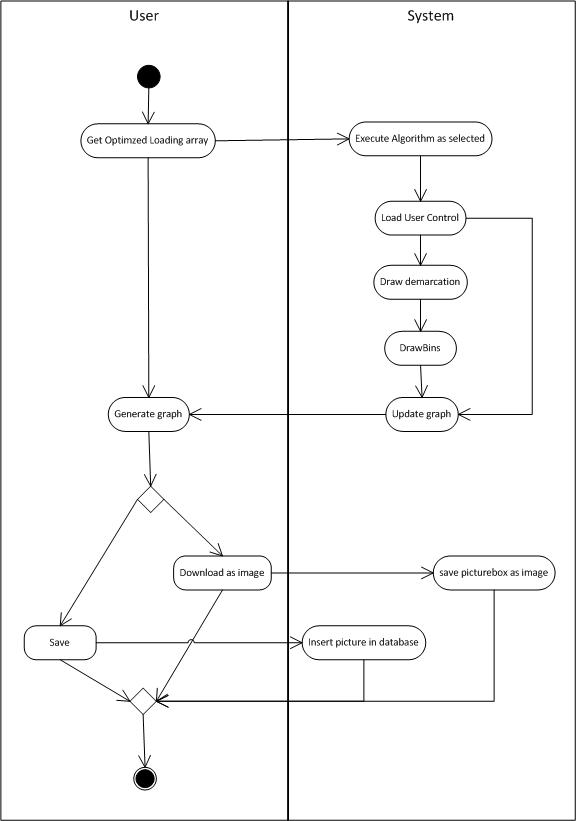 User
System
Get Optimzed Loading array
Execute Algorithm as selected
Load User Control
Draw demarcation
DrawBins
Generate graph
Update graph
Download as image
save picturebox as image
Save
Insert picture in database